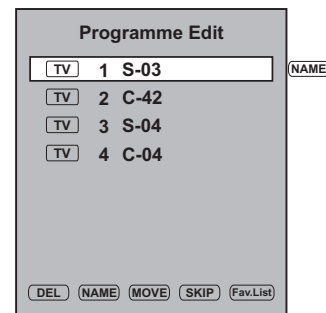 Programme Edit
TV 1 S-03
TV 2 C-42
TV 3 S-04
TV 4 C-04
DEL NAME MOVE SKIP Fav.List
NAME